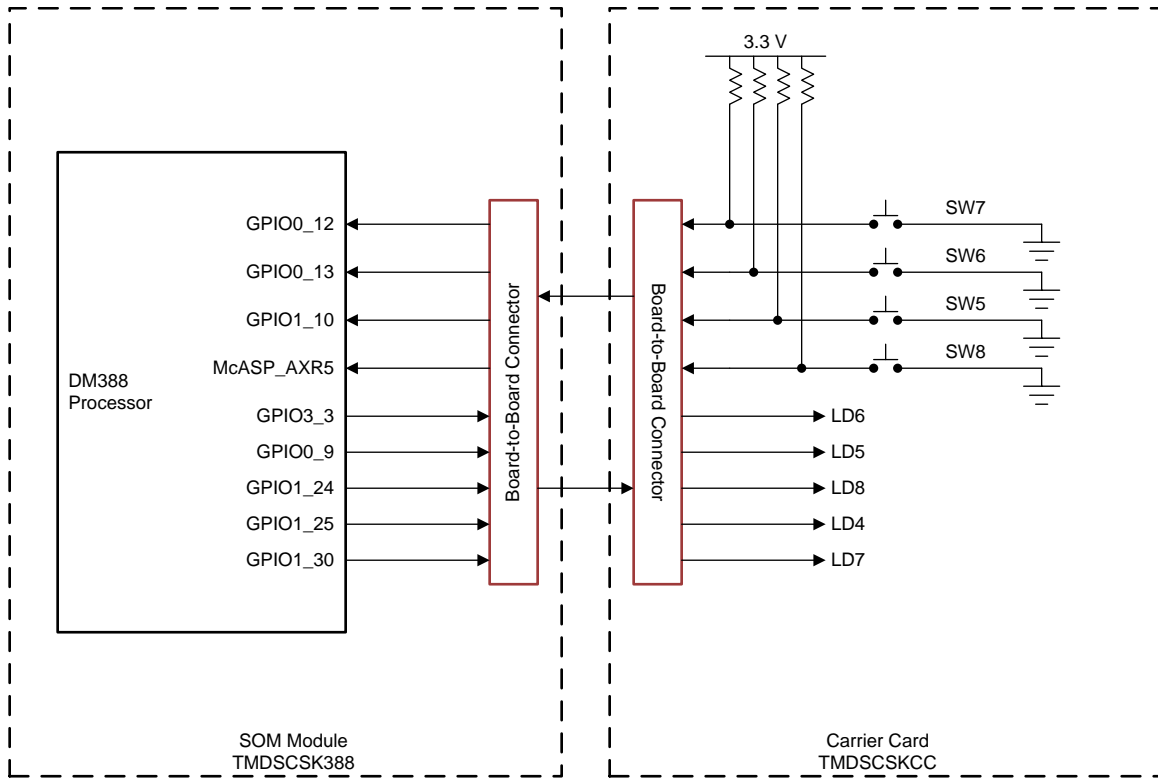 3.3 V
GPIO0_12
GPIO0_13
GPIO1_10
McASP_AXR5
GPIO3_3
GPIO0_9
GPIO1_24
GPIO1_25
GPIO1_30
DM388
Processor
Board-to-Board Connector
Board-to-Board Connector
SW7
SW6
SW5
SW8
LD6
LD5
LD8
LD4
LD7
SOM Module
TMDSCSK388
Carrier Card
TMDSCSKCC